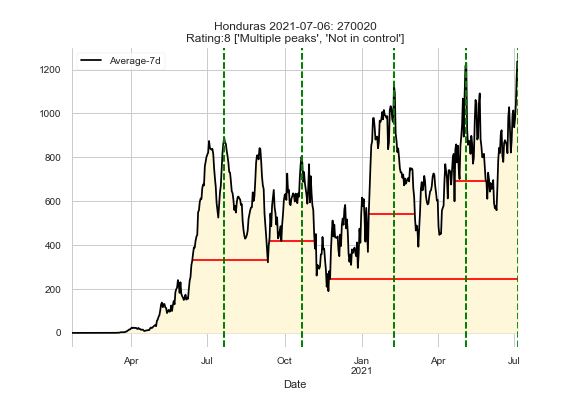 Honduras 2021-07-06: 270020
Rating:8 ['Multiple peaks', 'Not in control']
Average-7d
1200
1000
800
600
400
200
0
Apr
Jul
Oct
Jan
2021
Apr
Jul
Date